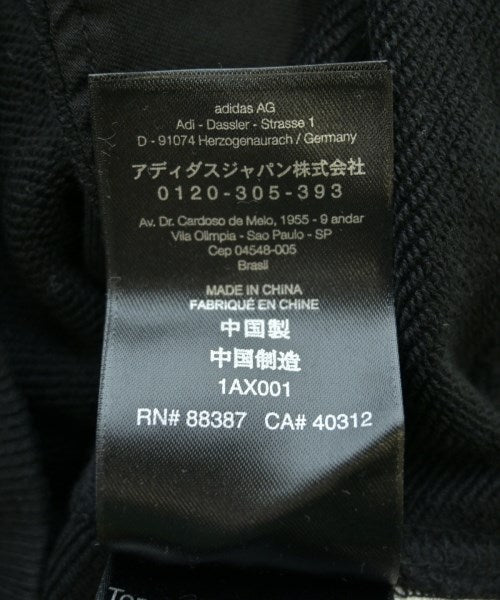 adidas AG
Adi - Dassler - Strasse 1
D - 91074 Herzogenaurach / Germany
アディダスジャパン株式会社
0120-305-393
Av. Dr. Cardoso de Melo, 1955 - 9 andar
Vila Olimpia - Sao Paulo - SP
Cep 04548-005
Brasil
MADE IN CHINA
FABRIQUÉ EN CHINE
中国製
中国制造
1AX001
RN# 88387 CA# 40312